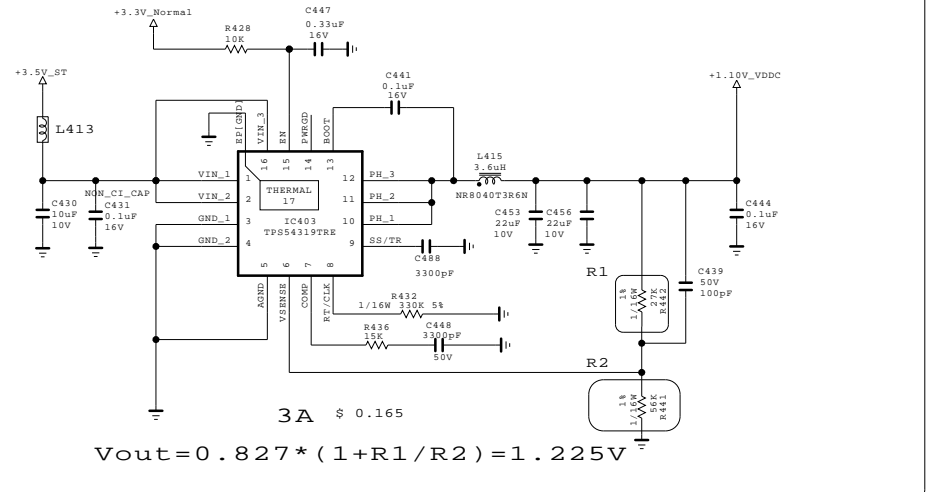 +3.3V_Normal
R428
10K
C447
0.33uF
16V
+3.5V_ST
L413
C441
0.1uF
16V
+1.10V_VDDC
EP[GND]
VIN_3
EN
PWRGD
BOOT
16
15
14
13
L415
3.6uH
NR8040T3R6N
NON_CI_CAP
C430
10uF
10V
C431
0.1uF
16V
VIN_1
1
VIN_2
2
GND_1
3
GND_2
4
THERMAL
17
IC403
TPS54319TRE
12
PH_3
11
PH_2
10
PH_1
9
SS/TR
C488
3300pF
C453
22uF
10V
C456
22uF
10V
C444
0.1uF
16V
5
6
7
8
AGND
VSENSE
COMP
RT/CLK
R432
1/16W 330K 5%
R436
15K
C448
3300pF
50V
R1
1%
1/16W
27K
R442
C439
50V
100pF
R2
1%
1/16W
56K
R441
3A
$ 0.165
Vout=0.827*(1+R1/R2)=1.225V